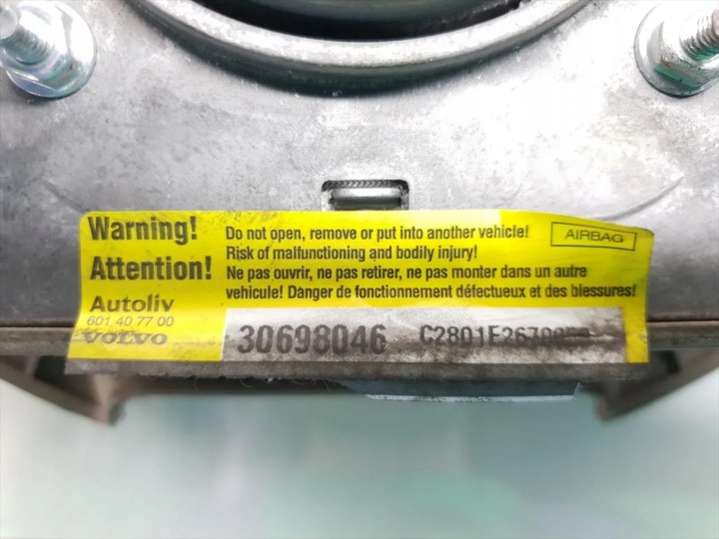 Warning!
Attention!
Do not open, remove or put into another vehicle!
Risk of malfunctioning and bodily injury!
Ne pas ouvrir, ne pas retirer, ne pas monter dans un autre
vehicule! Danger de fonctionnement défectueux et des blessures!
AIRBAG
Autoliv
601 40 77 00
VOLVO
30698046